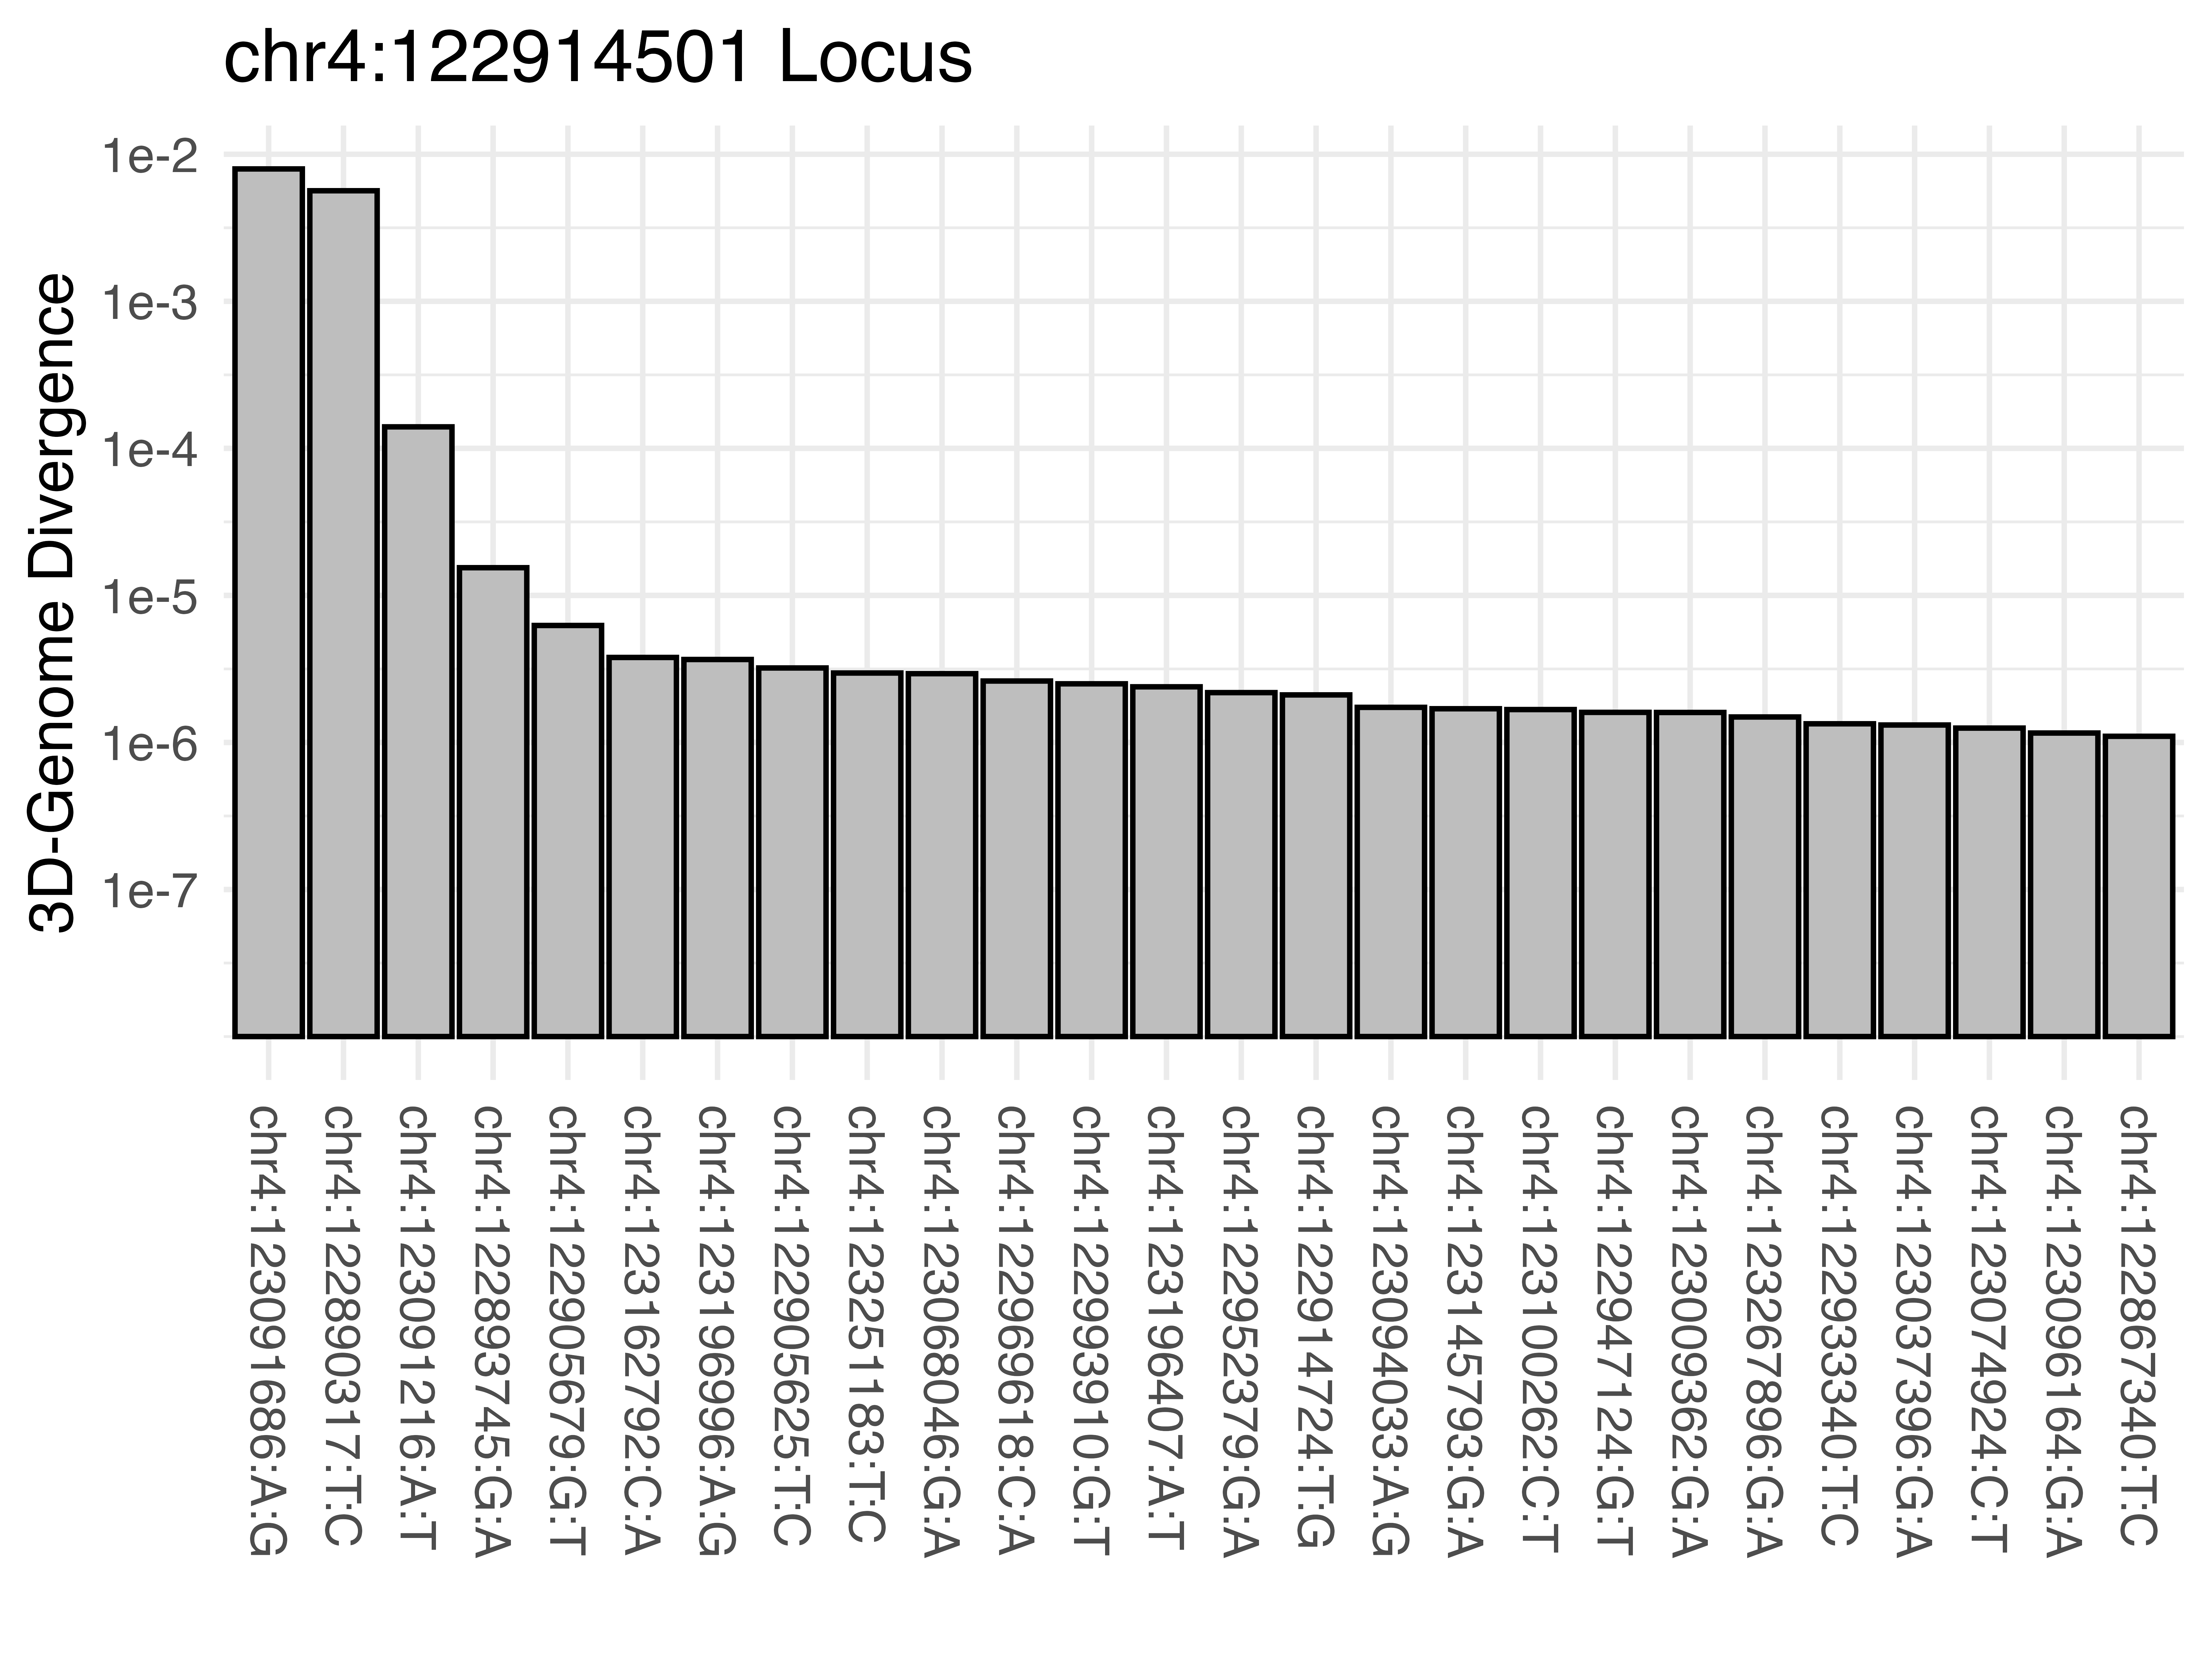 chr4:122914501 Locus
3D-Genome Divergence
1e-2
1e-3
1e-4
1e-5
1e-6
1e-7
chr4:123091686:A:G
chr4:122890317:T:C
chr4:123091216:A:T
chr4:122893745:G:A
chr4:122905679:G:T
chr4:123162792:C:A
chr4:123196996:A:G
chr4:122905625:T:C
chr4:123251183:T:C
chr4:123068046:G:A
chr4:122969618:C:A
chr4:122993910:G:T
chr4:123196407:A:T
chr4:122952379:G:A
chr4:122914724:T:G
chr4:123094033:A:G
chr4:123145793:G:A
chr4:123100262:C:T
chr4:122947124:G:T
chr4:123009362:G:A
chr4:123267896:G:A
chr4:122933340:T:C
chr4:123037396:G:A
chr4:123074924:C:T
chr4:123096164:G:A
chr4:122867340:T:C